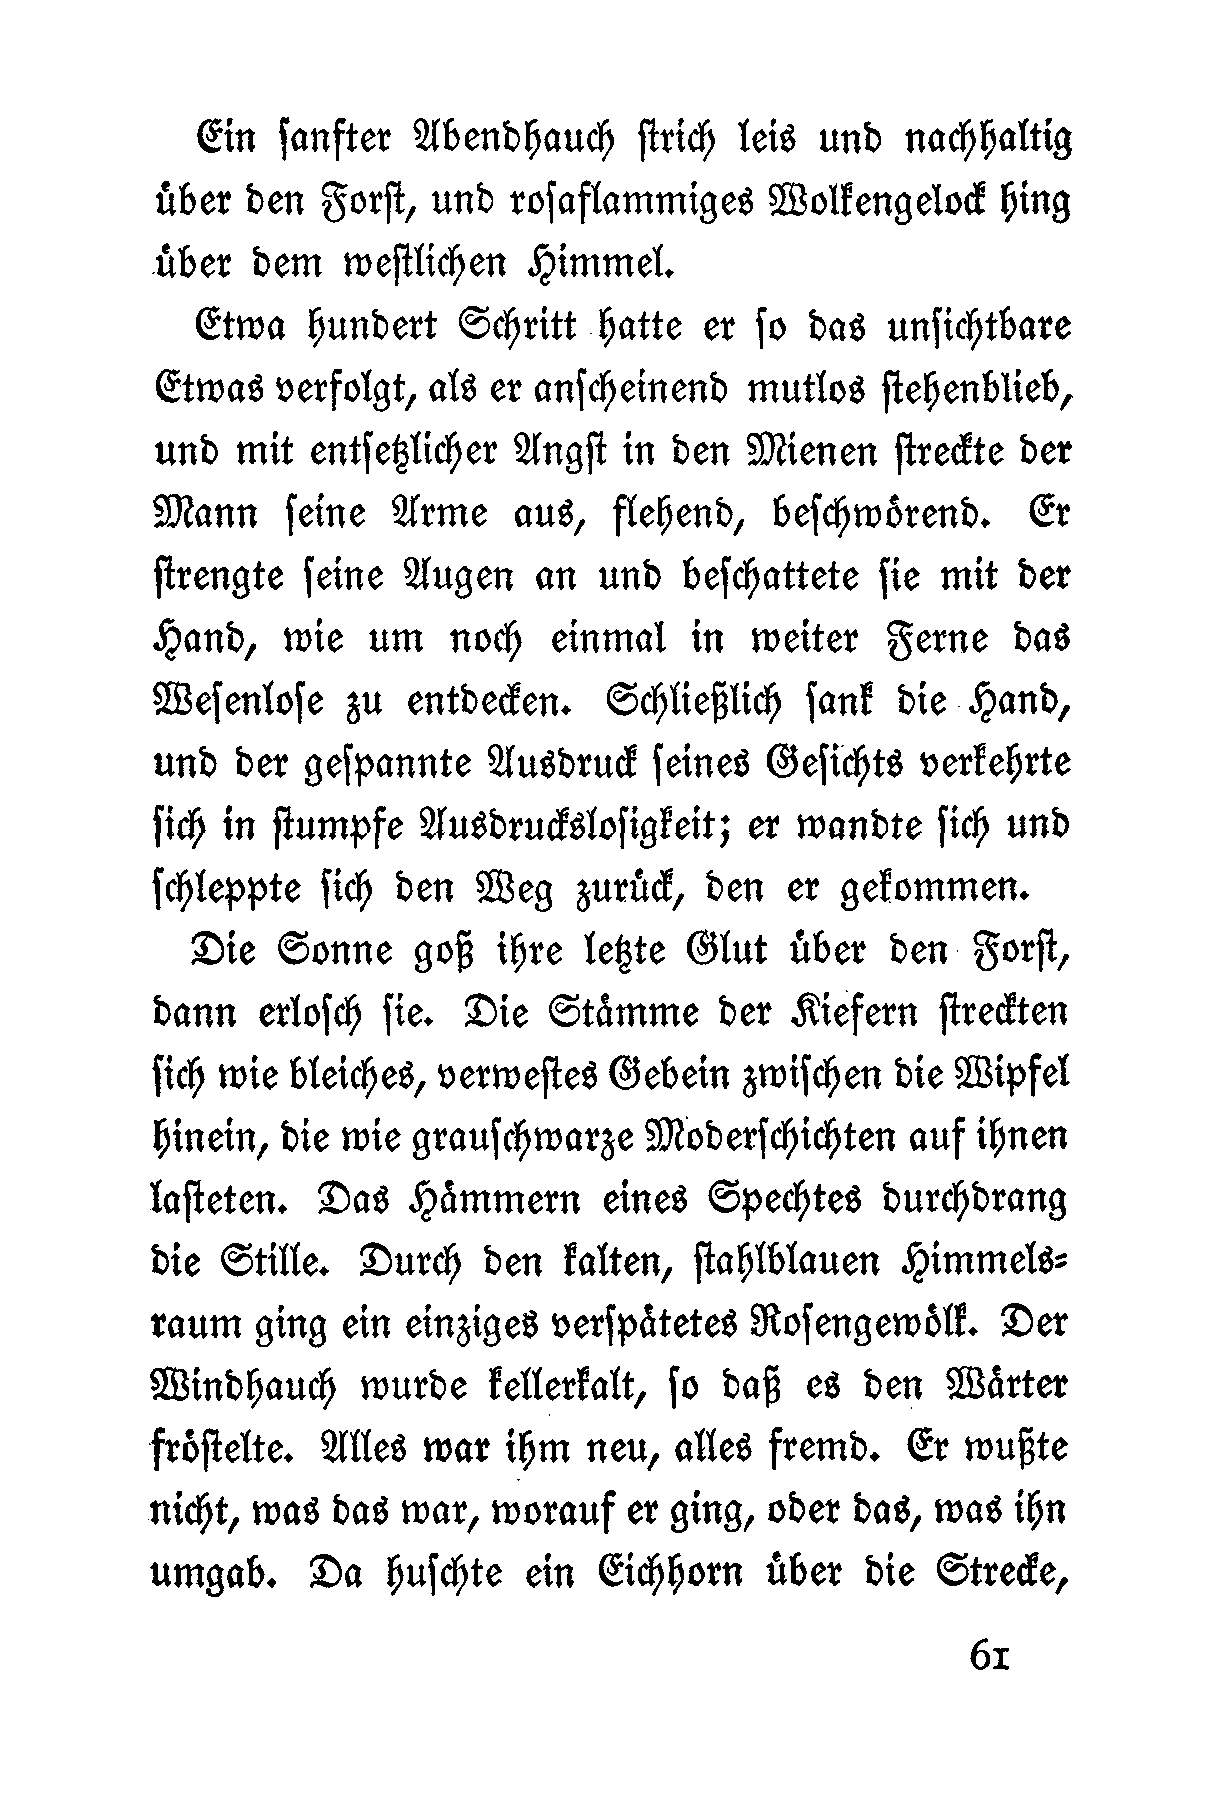 Ein ſanfter Abendhauch ſtrich leis und nachhaltig
über den Forſt, und roſaflammiges Wolkengelock hing
über dem weſtlichen Himmel.
Etwa hundert Schritt hatte er ſo das unſichtbare
Etwas verfolgt, als er anſcheinend mutlos ſtehenblieb,
und mit entſetzlicher Angſt in den Mienen ſtreckte der
Mann ſeine Arme aus, flehend, beſchwörend. Er
ſtrengte ſeine Augen an und beſchattete ſie mit der
Hand, wie um noch einmal in weiter Ferne das
Weſenloſe zu entdecken. Schließlich ſank die Hand,
und der geſpannte Ausdruck ſeines Geſichts verkehrte
ſich in ſtumpfe Ausdrucksloſigkeit; er wandte ſich und
ſchleppte ſich den Weg zurück, den er gekommen.
Die Sonne goß ihre letzte Glut über den Forſt,
dann erloſch ſie. Die Stämme der Kiefern ſtreckten
ſich wie bleiches, verweſtes Gebein zwiſchen die Wipfel
hinein, die wie grauſchwarze Moderſchichten auf ihnen
laſteten. Das Hämmern eines Spechtes durchdrang
die Stille. Durch den kalten, ſtahlblauen Himmels⸗
raum ging ein einziges verſpätetes Roſengewölk. Der
Windhauch wurde kellerkalt, ſo daß es den Wärter
fröſtelte. Alles war ihm neu, alles fremd. Er wußte
nicht, was das war, worauf er ging, oder das, was ihn
umgab. Da huſchte ein Eichhorn über die Strecke,
61